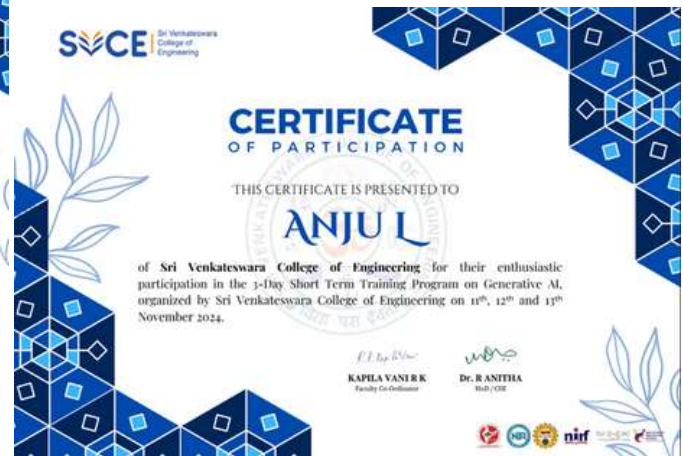 SVCE
Sri Venkateswara
College of
Engineering
CERTIFICATE
OF PARTICIPATION
THIS CERTIFICATE IS PRESENTED TO
ANJU L
of Sri Venkateswara College of Engineering for their enthusiastic
participation in the 3-Day Short Term Training Program on Generative AI,
organized by Sri Venkateswara College of Engineering on 11th, 12th and 13th
November 2024.
KAPILA VANI R K
Faculty Co-Ordinator
Dr. R ANITHA
HoD / CSE
nirf